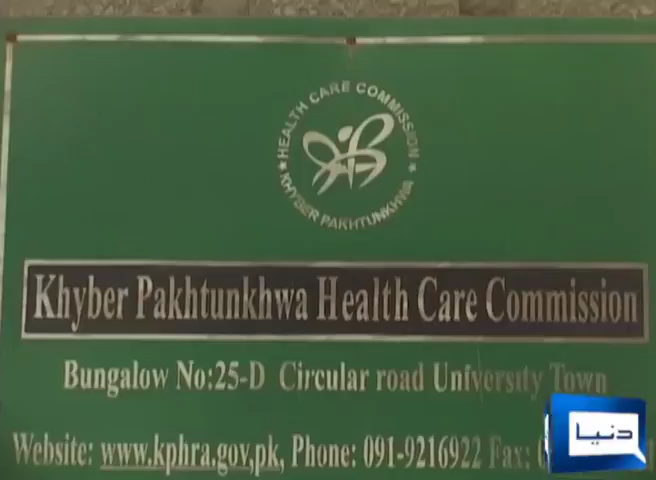 HEALTH CARE COMMISSION
KHYBER PAKHTUNKHWA
Khyber Pakhtunkhwa Health Care Commission
Bungalow No:25-D Circular road University Town
Website: www.kphra.gov,pk, Phone: 091-9216922 Fax:
دنیا